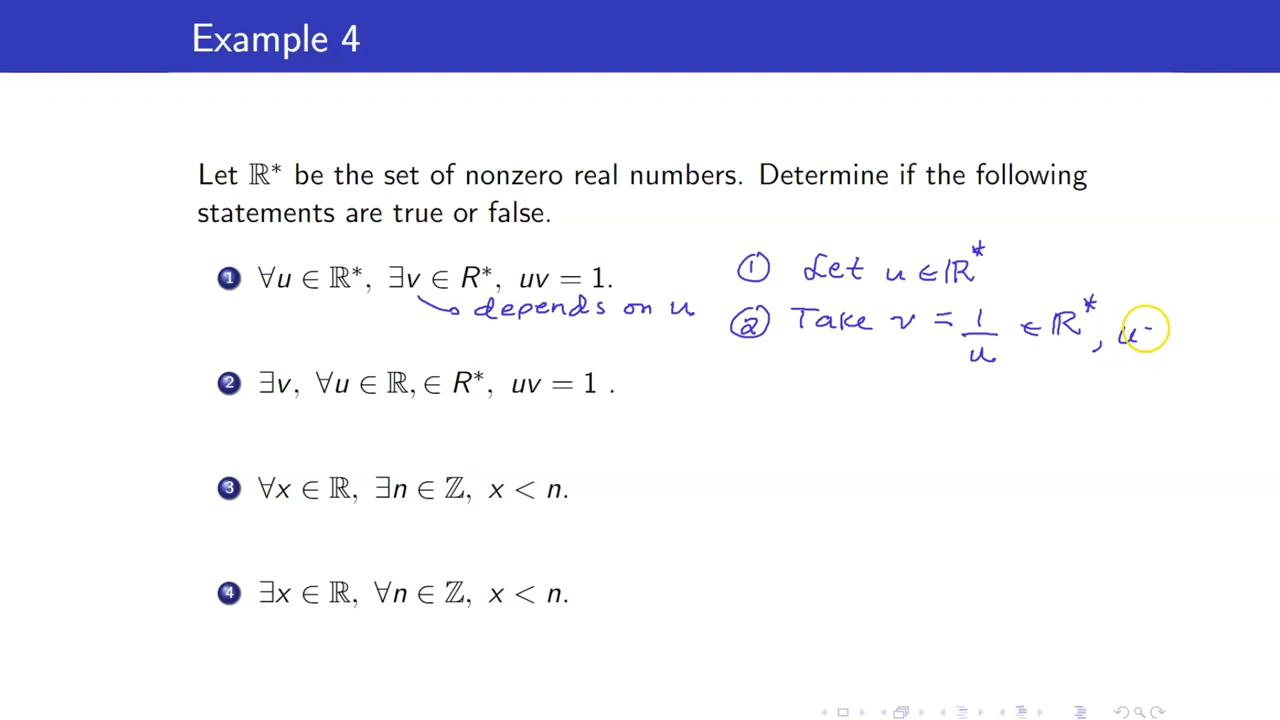 Example 4
Let ℝ* be the set of nonzero real numbers. Determine if the following
statements are true or false.
1 ∀u ∈ ℝ*, ∃v ∈ R*, uv = 1.
depends on u
① Let u ∈ ℝ*
② Take v = 1/u ∈ ℝ*, u
2 ∃v, ∀u ∈ ℝ, ∈ R*, uv = 1 .
3 ∀x ∈ ℝ, ∃n ∈ ℤ, x < n.
4 ∃x ∈ ℝ, ∀n ∈ ℤ, x < n.